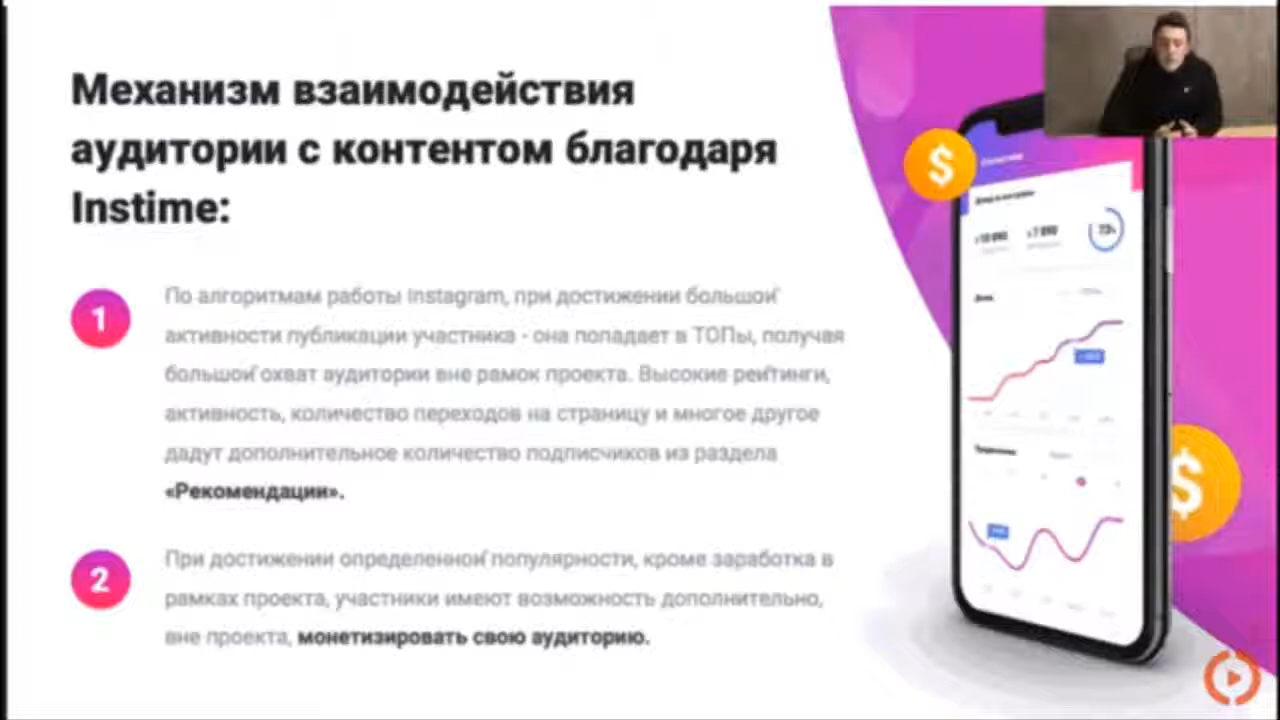 Механизм взаимодействия
аудитории с контентом благодаря
Instime:
1
По алгоритмам работы Instagram, при достижении большой
активности публикации участника - она попадает в ТОПы, получая
большой охват аудитории вне рамок проекта. Высокие рейтинги,
активность, количество переходов на страницу и многое другое
дадут дополнительное количество подписчиков из раздела
«Рекомендации».
2
При достижении определенной популярности, кроме заработка в
рамках проекта, участники имеют возможность дополнительно,
вне проекта, монетизировать свою аудиторию.
$
$